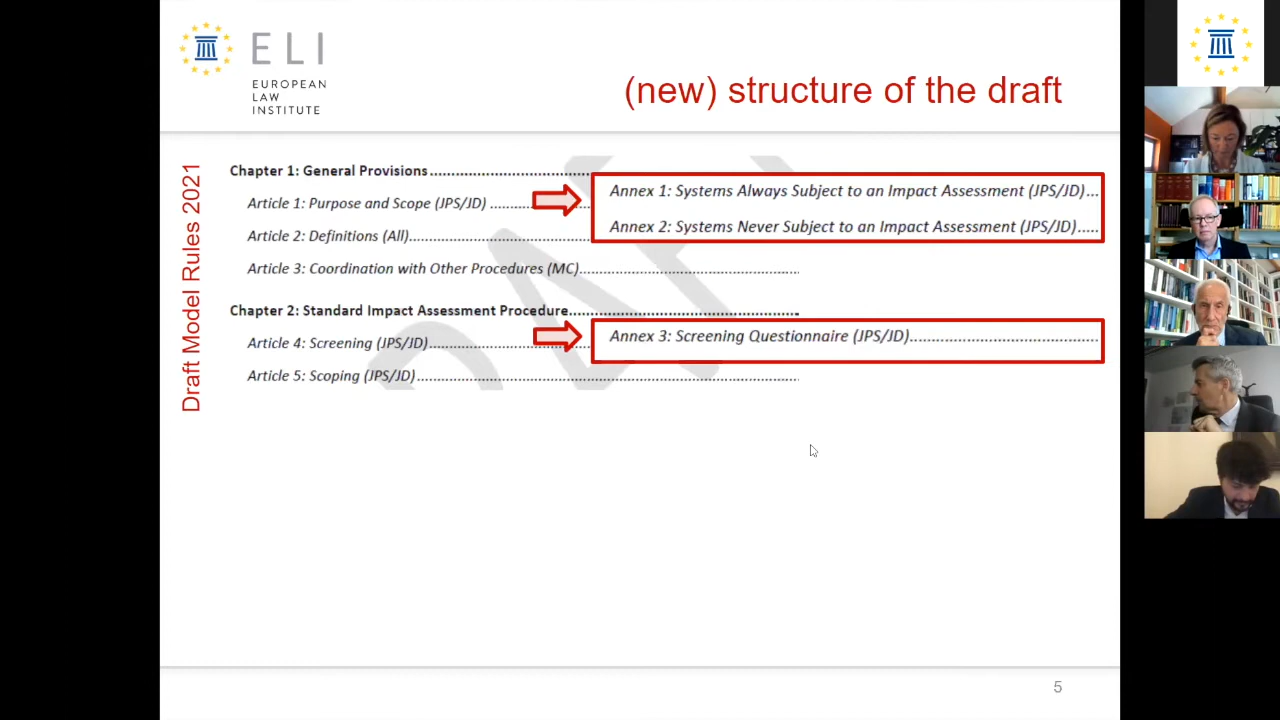 ELI
EUROPEAN
LAW
INSTITUTE
(new) structure of the draft
Draft Model Rules 2021
Chapter 1: General Provisions
Article 1: Purpose and Scope (JPS/JD)
Article 2: Definitions (All)
Article 3: Coordination with Other Procedures (MC)
Annex 1: Systems Always Subject to an Impact Assessment (JPS/JD)
Annex 2: Systems Never Subject to an Impact Assessment (JPS/JD)
Chapter 2: Standard Impact Assessment Procedure
Article 4: Screening (JPS/JD)
Article 5: Scoping (JPS/JD)
Annex 3: Screening Questionnaire (JPS/JD)
5